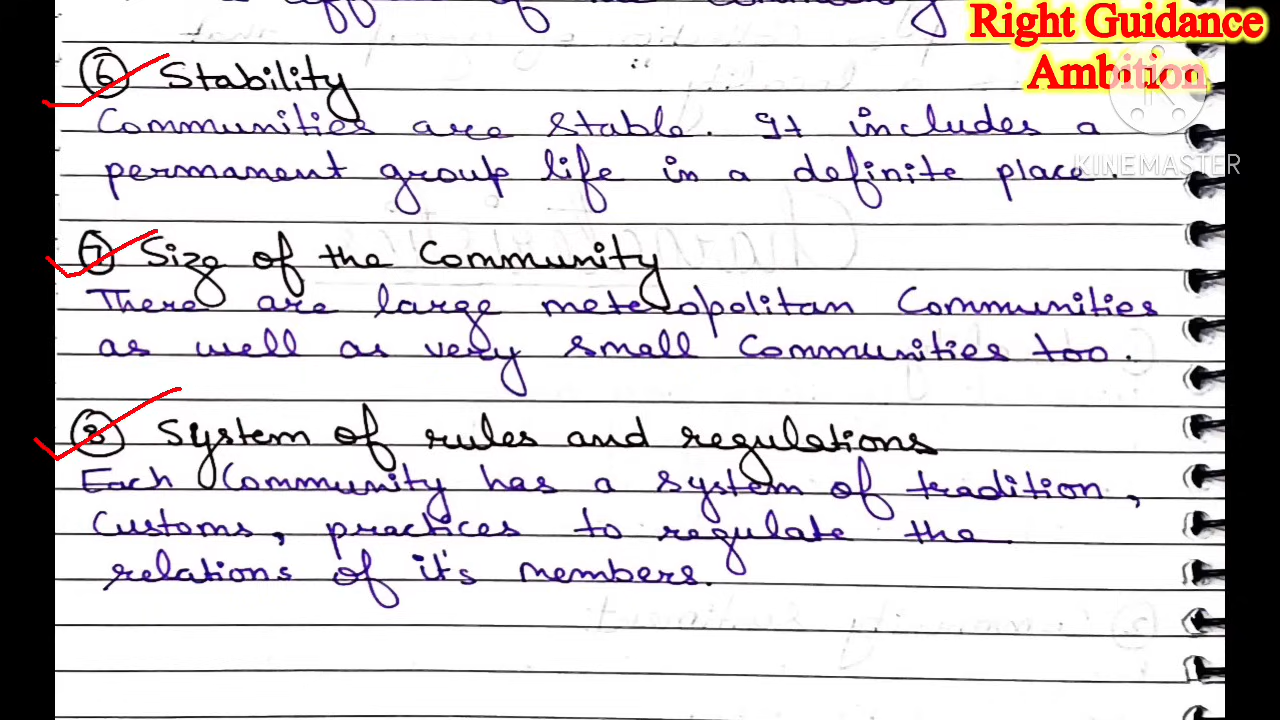 Right Guidance
Ambition
KINEMASTER
6 Stability
Communities are stable. It includes a
permanent group life in a definite place.
7 Size of the Community
There are large meteropolitan Communities
as well as very small Communities too.
8 System of rules and regulations
Each Community has a system of tradition,
Customs, practices to regulate the
relations of it's members.